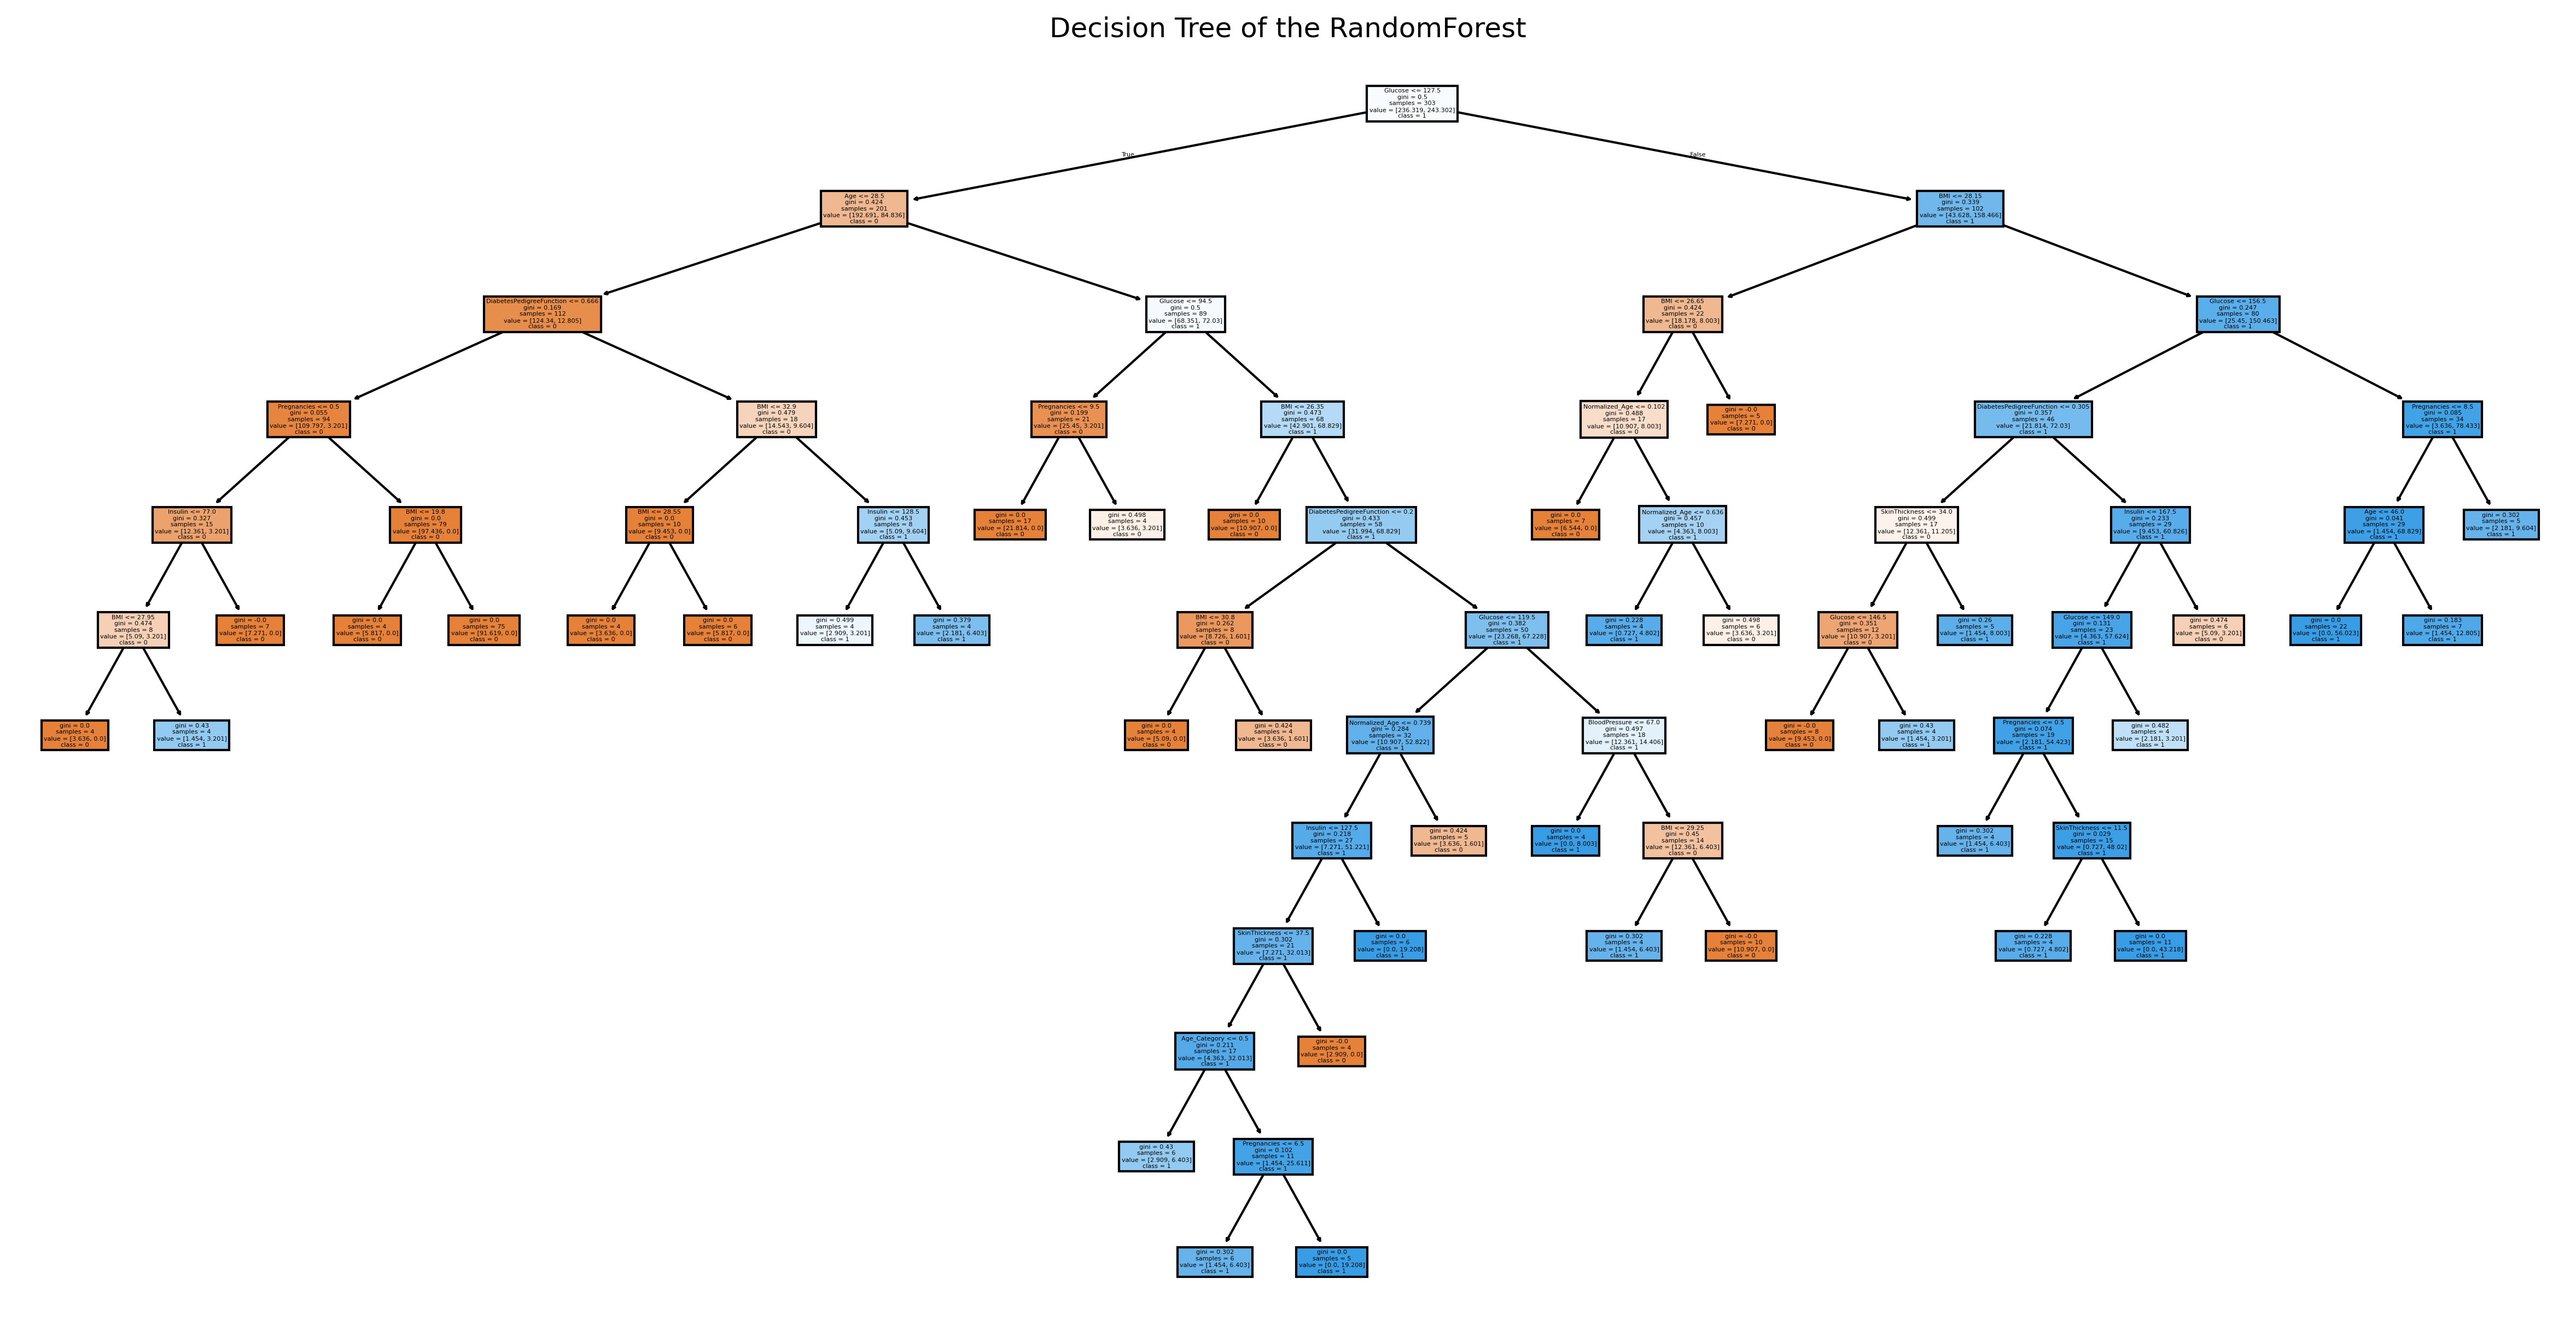 Decision Tree of the RandomForest
Glucose <= 127.5
gini = 0.5
samples = 303
value = [236.319, 243.302]
class = 1
True
False
Age <= 28.5
gini = 0.424
samples = 201
value = [192.691, 84.836]
class = 0
BMI <= 28.15
gini = 0.339
samples = 102
value = [43.628, 158.466]
class = 1
DiabetesPedigreeFunction <= 0.666
gini = 0.169
samples = 112
value = [124.34, 12.805]
class = 0
Glucose <= 94.5
gini = 0.5
samples = 89
value = [68.351, 72.03]
class = 1
BMI <= 26.65
gini = 0.424
samples = 22
value = [18.178, 8.003]
class = 0
Glucose <= 156.5
gini = 0.247
samples = 80
value = [25.45, 150.463]
class = 1
Pregnancies <= 0.5
gini = 0.055
samples = 94
value = [109.797, 3.201]
class = 0
BMI <= 32.9
gini = 0.479
samples = 18
value = [14.543, 9.604]
class = 0
Pregnancies <= 9.5
gini = 0.199
samples = 21
value = [25.45, 3.201]
class = 0
BMI <= 26.35
gini = 0.473
samples = 68
value = [42.901, 68.829]
class = 1
Normalized_Age <= 0.102
gini = 0.488
samples = 17
value = [10.907, 8.003]
class = 0
gini = -0.0
samples = 5
value = [7.271, 0.0]
class = 0
DiabetesPedigreeFunction <= 0.305
gini = 0.357
samples = 46
value = [21.814, 72.03]
class = 1
Pregnancies <= 8.5
gini = 0.085
samples = 34
value = [3.636, 78.433]
class = 1
Insulin <= 77.0
gini = 0.327
samples = 15
value = [12.361, 3.201]
class = 0
BMI <= 19.8
gini = 0.0
samples = 79
value = [97.436, 0.0]
class = 0
BMI <= 28.55
gini = 0.0
samples = 10
value = [9.453, 0.0]
class = 0
Insulin <= 128.5
gini = 0.453
samples = 8
value = [5.09, 9.604]
class = 1
gini = 0.0
samples = 17
value = [21.814, 0.0]
class = 0
gini = 0.498
samples = 4
value = [3.636, 3.201]
class = 0
gini = 0.0
samples = 10
value = [10.907, 0.0]
class = 0
DiabetesPedigreeFunction <= 0.2
gini = 0.433
samples = 58
value = [31.994, 68.829]
class = 1
gini = 0.0
samples = 7
value = [6.544, 0.0]
class = 0
Normalized_Age <= 0.636
gini = 0.457
samples = 10
value = [4.363, 8.003]
class = 1
SkinThickness <= 34.0
gini = 0.499
samples = 17
value = [12.361, 11.205]
class = 0
Insulin <= 167.5
gini = 0.233
samples = 29
value = [9.453, 60.826]
class = 1
Age <= 46.0
gini = 0.041
samples = 29
value = [1.454, 68.829]
class = 1
gini = 0.302
samples = 5
value = [2.181, 9.604]
class = 1
BMI <= 27.95
gini = 0.474
samples = 8
value = [5.09, 3.201]
class = 0
gini = -0.0
samples = 7
value = [7.271, 0.0]
class = 0
gini = 0.0
samples = 4
value = [5.817, 0.0]
class = 0
gini = 0.0
samples = 75
value = [91.619, 0.0]
class = 0
gini = 0.0
samples = 4
value = [3.636, 0.0]
class = 0
gini = 0.0
samples = 6
value = [5.817, 0.0]
class = 0
gini = 0.499
samples = 4
value = [2.909, 3.201]
class = 1
gini = 0.379
samples = 4
value = [2.181, 6.403]
class = 1
BMI <= 30.8
gini = 0.262
samples = 8
value = [8.726, 1.601]
class = 0
Glucose <= 119.5
gini = 0.382
samples = 50
value = [23.268, 67.228]
class = 1
gini = 0.228
samples = 4
value = [0.727, 4.802]
class = 1
gini = 0.498
samples = 6
value = [3.636, 3.201]
class = 0
Glucose <= 146.5
gini = 0.351
samples = 12
value = [10.907, 3.201]
class = 0
gini = 0.26
samples = 5
value = [1.454, 8.003]
class = 1
Glucose <= 149.0
gini = 0.131
samples = 23
value = [4.363, 57.624]
class = 1
gini = 0.474
samples = 6
value = [5.09, 3.201]
class = 0
gini = 0.0
samples = 22
value = [0.0, 56.023]
class = 1
gini = 0.183
samples = 7
value = [1.454, 12.805]
class = 1
gini = 0.0
samples = 4
value = [3.636, 0.0]
class = 0
gini = 0.43
samples = 4
value = [1.454, 3.201]
class = 1
gini = 0.0
samples = 4
value = [5.09, 0.0]
class = 0
gini = 0.424
samples = 4
value = [3.636, 1.601]
class = 0
Normalized_Age <= 0.739
gini = 0.284
samples = 32
value = [10.907, 52.822]
class = 1
BloodPressure <= 67.0
gini = 0.497
samples = 18
value = [12.361, 14.406]
class = 1
gini = -0.0
samples = 8
value = [9.453, 0.0]
class = 0
gini = 0.43
samples = 4
value = [1.454, 3.201]
class = 1
Pregnancies <= 0.5
gini = 0.074
samples = 19
value = [2.181, 54.423]
class = 1
gini = 0.482
samples = 4
value = [2.181, 3.201]
class = 1
Insulin <= 127.5
gini = 0.218
samples = 27
value = [7.271, 51.221]
class = 1
gini = 0.424
samples = 5
value = [3.636, 1.601]
class = 0
gini = 0.0
samples = 4
value = [0.0, 8.003]
class = 1
BMI <= 29.25
gini = 0.45
samples = 14
value = [12.361, 6.403]
class = 0
gini = 0.302
samples = 4
value = [1.454, 6.403]
class = 1
SkinThickness <= 11.5
gini = 0.029
samples = 15
value = [0.727, 48.02]
class = 1
SkinThickness <= 37.5
gini = 0.302
samples = 21
value = [7.271, 32.013]
class = 1
gini = 0.0
samples = 6
value = [0.0, 19.208]
class = 1
gini = 0.302
samples = 4
value = [1.454, 6.403]
class = 1
gini = -0.0
samples = 10
value = [10.907, 0.0]
class = 0
gini = 0.228
samples = 4
value = [0.727, 4.802]
class = 1
gini = 0.0
samples = 11
value = [0.0, 43.218]
class = 1
Age_Category <= 0.5
gini = 0.211
samples = 17
value = [4.363, 32.013]
class = 1
gini = -0.0
samples = 4
value = [2.909, 0.0]
class = 0
gini = 0.43
samples = 6
value = [2.909, 6.403]
class = 1
Pregnancies <= 6.5
gini = 0.102
samples = 11
value = [1.454, 25.611]
class = 1
gini = 0.302
samples = 6
value = [1.454, 6.403]
class = 1
gini = 0.0
samples = 5
value = [0.0, 19.208]
class = 1